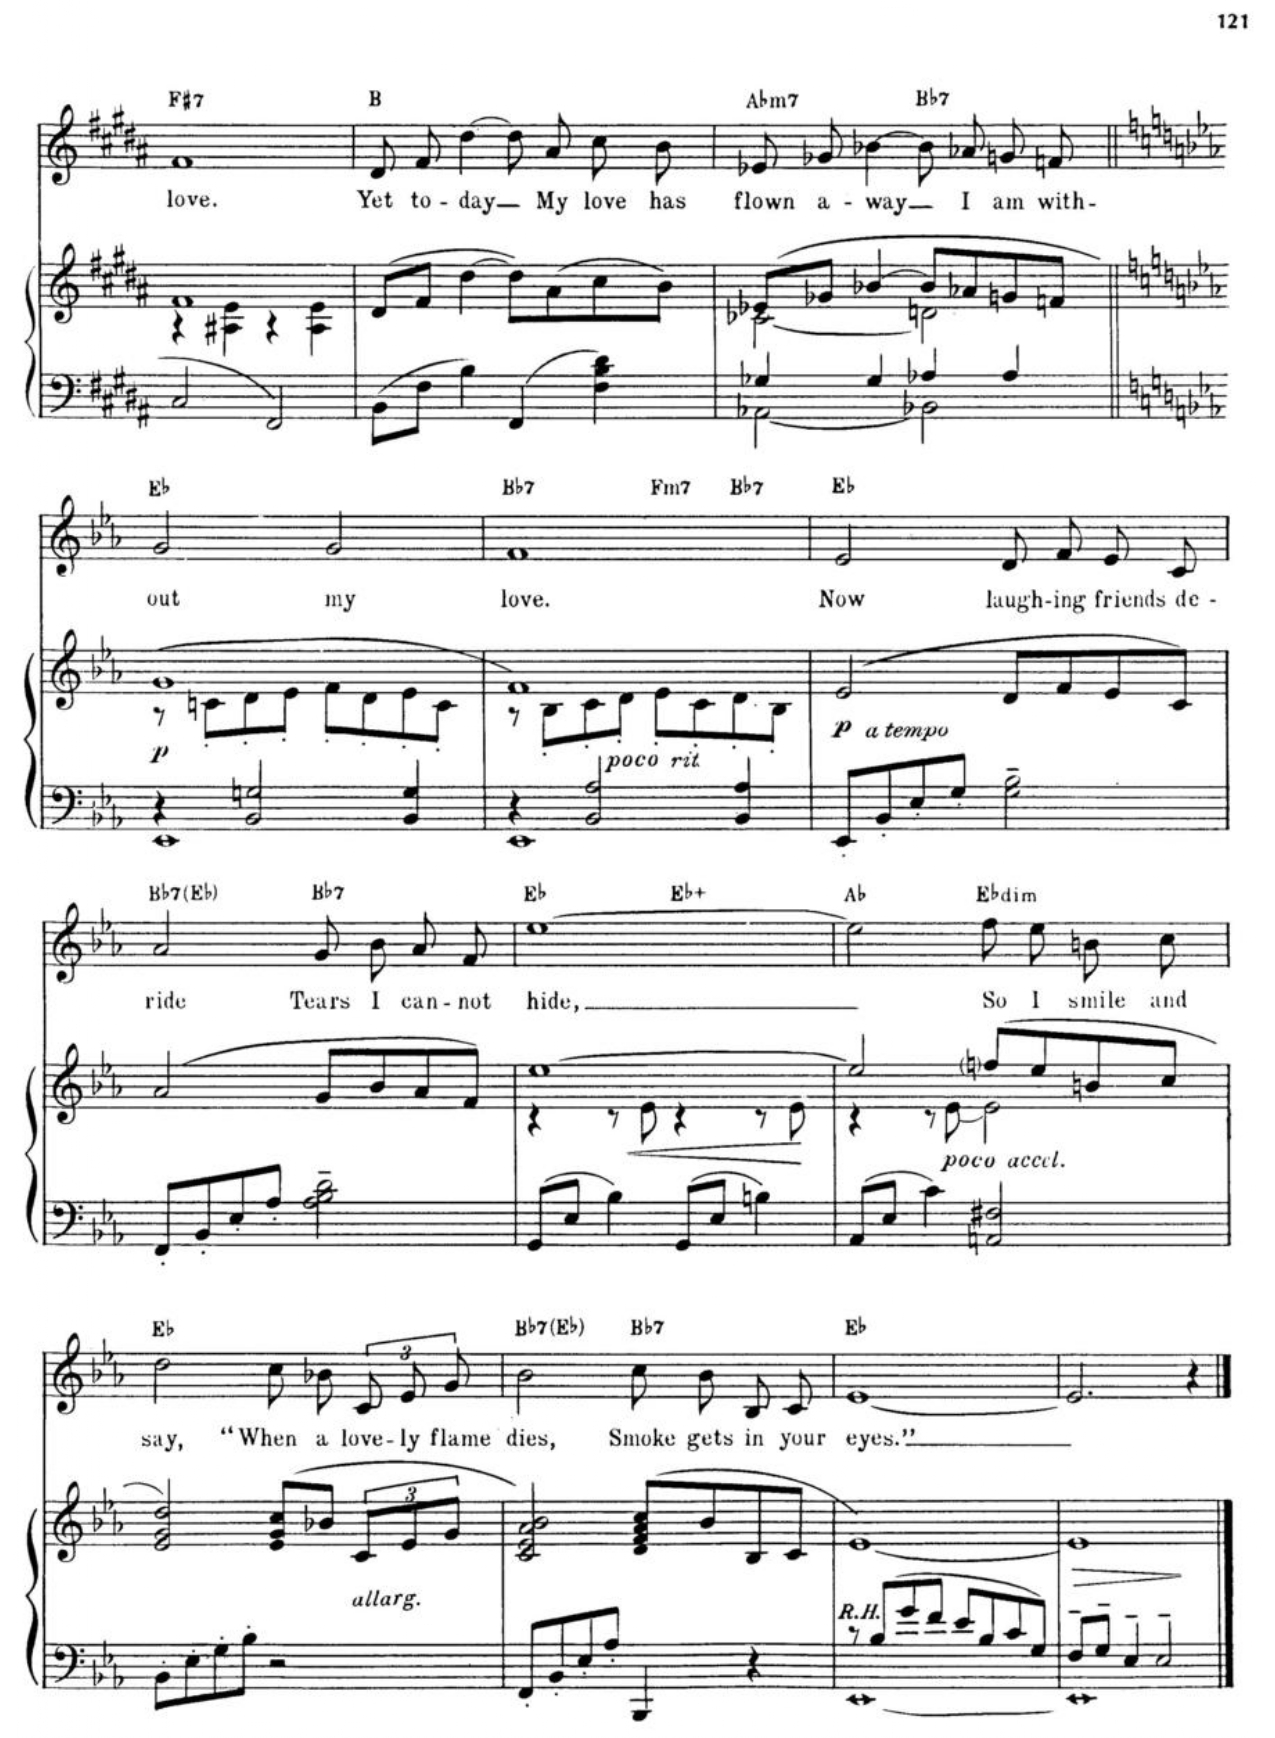 121
F♯7 B A♭m7 B♭7
love. Yet to - day— My love has flown a - way— I am with-
E♭ B♭7 Fm7 B♭7 E♭
out my love. Now laugh-ing friends de -
p poco rit. p a tempo
B♭7(E♭) B♭7 E♭ E♭+ A♭ E♭dim
ride Tears I can - not hide, So I smile and
poco accel.
E♭ 3 B♭7(E♭) B♭7 E♭
say, “When a love-ly flame dies, Smoke gets in your eyes.”
3
allarg. R.H.